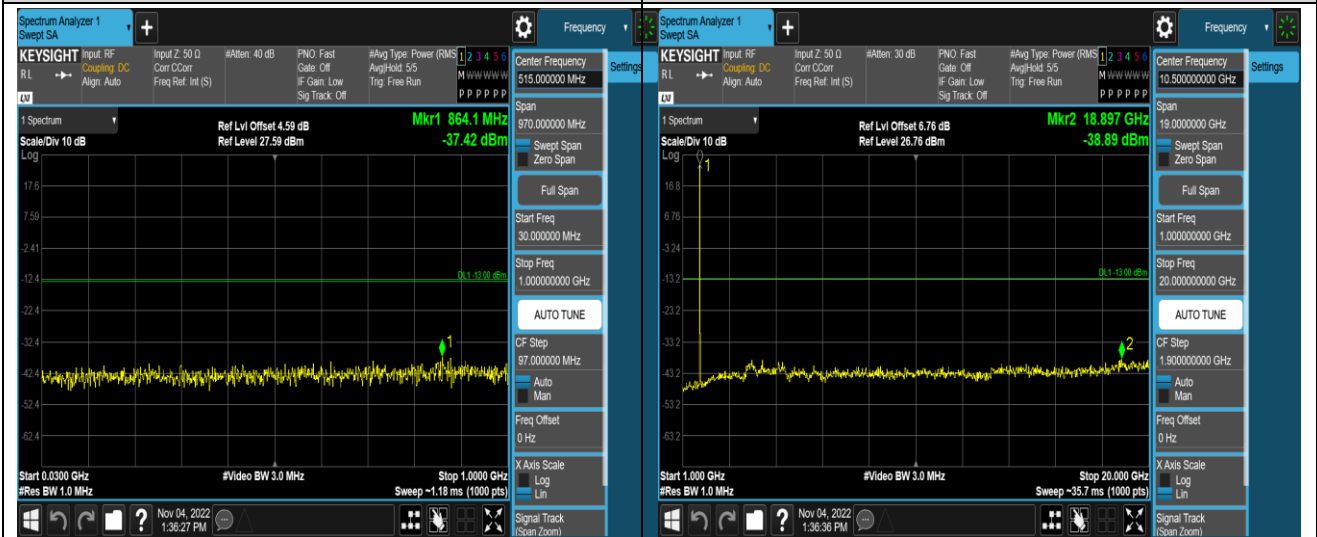 Spectrum Analyzer 1
Swept SA
+
Frequency
KEYSIGHT
RL
LXI
Input: RF
Coupling: DC
Align: Auto
Input Z: 50 Ω
Corr CCorr
Freq Ref: Int (S)
#Atten: 40 dB
PNO: Fast
Gate: Off
IF Gain: Low
Sig Track: Off
#Avg Type: Power (RMS
Avg|Hold: 5/5
Trig: Free Run
1 2 3 4 5 6
M W W W W W
P P P P P P
1 Spectrum
Scale/Div 10 dB
Log
Ref Lvl Offset 4.59 dB
Ref Level 27.59 dBm
Mkr1 864.1 MHz
-37.42 dBm
17.6
7.59
-2.41
-12.4
-22.4
-32.4
-42.4
-52.4
-62.4
DL1 -13.00 dBm
1
Start 0.0300 GHz
#Res BW 1.0 MHz
#Video BW 3.0 MHz
Stop 1.0000 GHz
Sweep ~1.18 ms (1000 pts)
Center Frequency
515.000000 MHz
Settings
Span
970.000000 MHz
Swept Span
Zero Span
Full Span
Start Freq
30.000000 MHz
Stop Freq
1.000000000 GHz
AUTO TUNE
CF Step
97.000000 MHz
Auto
Man
Freq Offset
0 Hz
X Axis Scale
Log
Lin
Signal Track
(Span Zoom)
?
Nov 04, 2022
1:36:27 PM
Spectrum Analyzer 1
Swept SA
+
Frequency
KEYSIGHT
RL
LXI
Input: RF
Coupling: DC
Align: Auto
Input Z: 50 Ω
Corr CCorr
Freq Ref: Int (S)
#Atten: 30 dB
PNO: Fast
Gate: Off
IF Gain: Low
Sig Track: Off
#Avg Type: Power (RMS
Avg|Hold: 5/5
Trig: Free Run
1 2 3 4 5 6
M W W W W W
P P P P P P
1 Spectrum
Scale/Div 10 dB
Log
Ref Lvl Offset 6.76 dB
Ref Level 26.76 dBm
Mkr2 18.897 GHz
-38.89 dBm
1
16.8
6.76
-3.24
-13.2
-23.2
-33.2
-43.2
-53.2
-63.2
DL1 -13.00 dBm
2
Start 1.000 GHz
#Res BW 1.0 MHz
#Video BW 3.0 MHz
Stop 20.000 GHz
Sweep ~35.7 ms (1000 pts)
Center Frequency
10.500000000 GHz
Settings
Span
19.0000000 GHz
Swept Span
Zero Span
Full Span
Start Freq
1.000000000 GHz
Stop Freq
20.000000000 GHz
AUTO TUNE
CF Step
1.900000000 GHz
Auto
Man
Freq Offset
0 Hz
X Axis Scale
Log
Lin
Signal Track
(Span Zoom)
?
Nov 04, 2022
1:36:36 PM